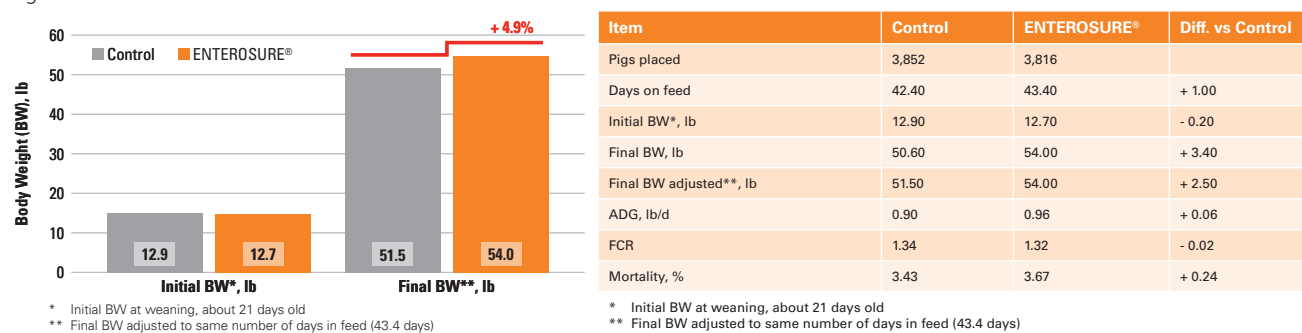 + 4.9%
60
50
40
30
20
10
0
Body Weight (BW), lb
Control ENTEROSURE®
12.9 12.7 51.5 54.0
Initial BW*, lb Final BW**, lb
* Initial BW at weaning, about 21 days old
** Final BW adjusted to same number of days in feed (43.4 days)
Item Control ENTEROSURE® Diff. vs Control
Pigs placed 3,852 3,816
Days on feed 42.40 43.40 + 1.00
Initial BW*, lb 12.90 12.70 - 0.20
Final BW, lb 50.60 54.00 + 3.40
Final BW adjusted**, lb 51.50 54.00 + 2.50
ADG, lb/d 0.90 0.96 + 0.06
FCR 1.34 1.32 - 0.02
Mortality, % 3.43 3.67 + 0.24
* Initial BW at weaning, about 21 days old
** Final BW adjusted to same number of days in feed (43.4 days)